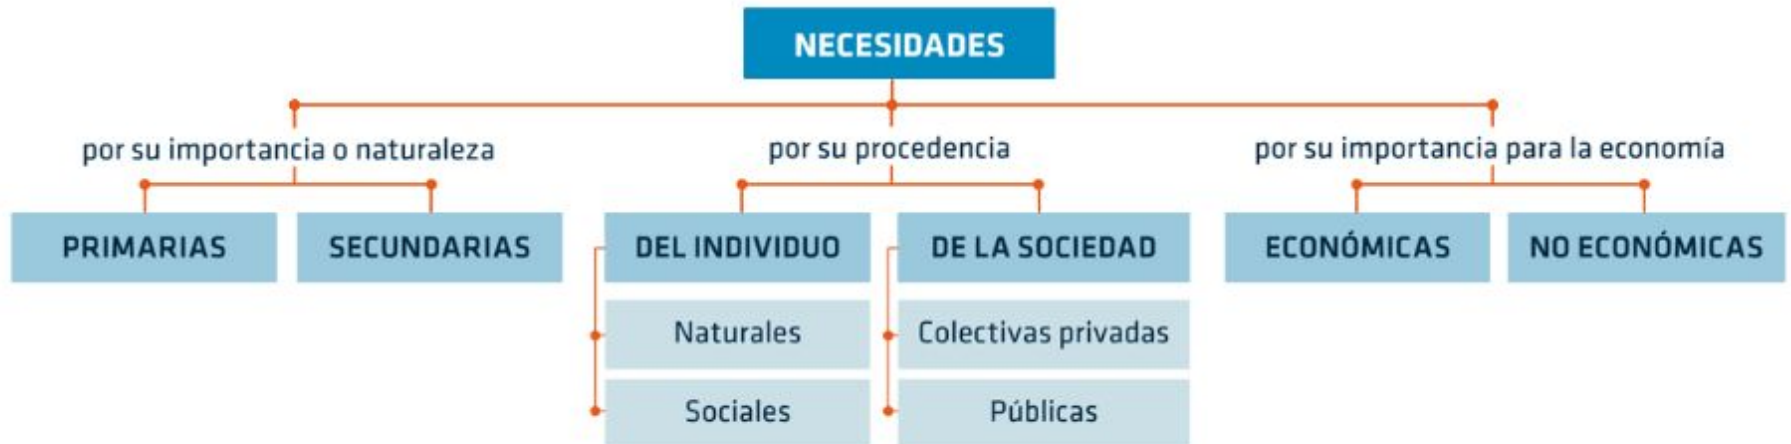 NECESIDADES
por su importancia o naturaleza
por su procedencia
por su importancia para la economía
PRIMARIAS
SECUNDARIAS
DEL INDIVIDUO
DE LA SOCIEDAD
ECONÓMICAS
NO ECONÓMICAS
Naturales
Colectivas privadas
Sociales
Públicas